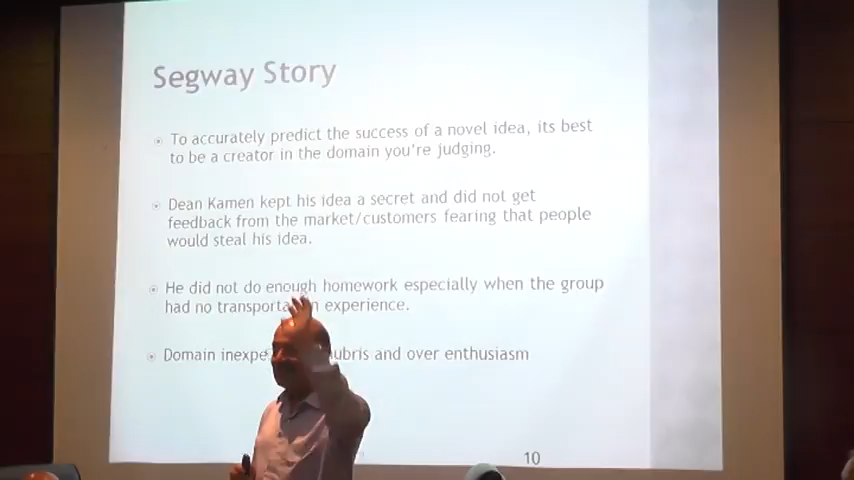 Segway Story
To accurately predict the success of a novel idea, its best
to be a creator in the domain you're judging.
Dean Kamen kept his idea a secret and did not get
feedback from the market/customers fearing that people
would steal his idea.
He did not do enough homework especially when the group
had no experience.
Domain and over enthusiasm
10